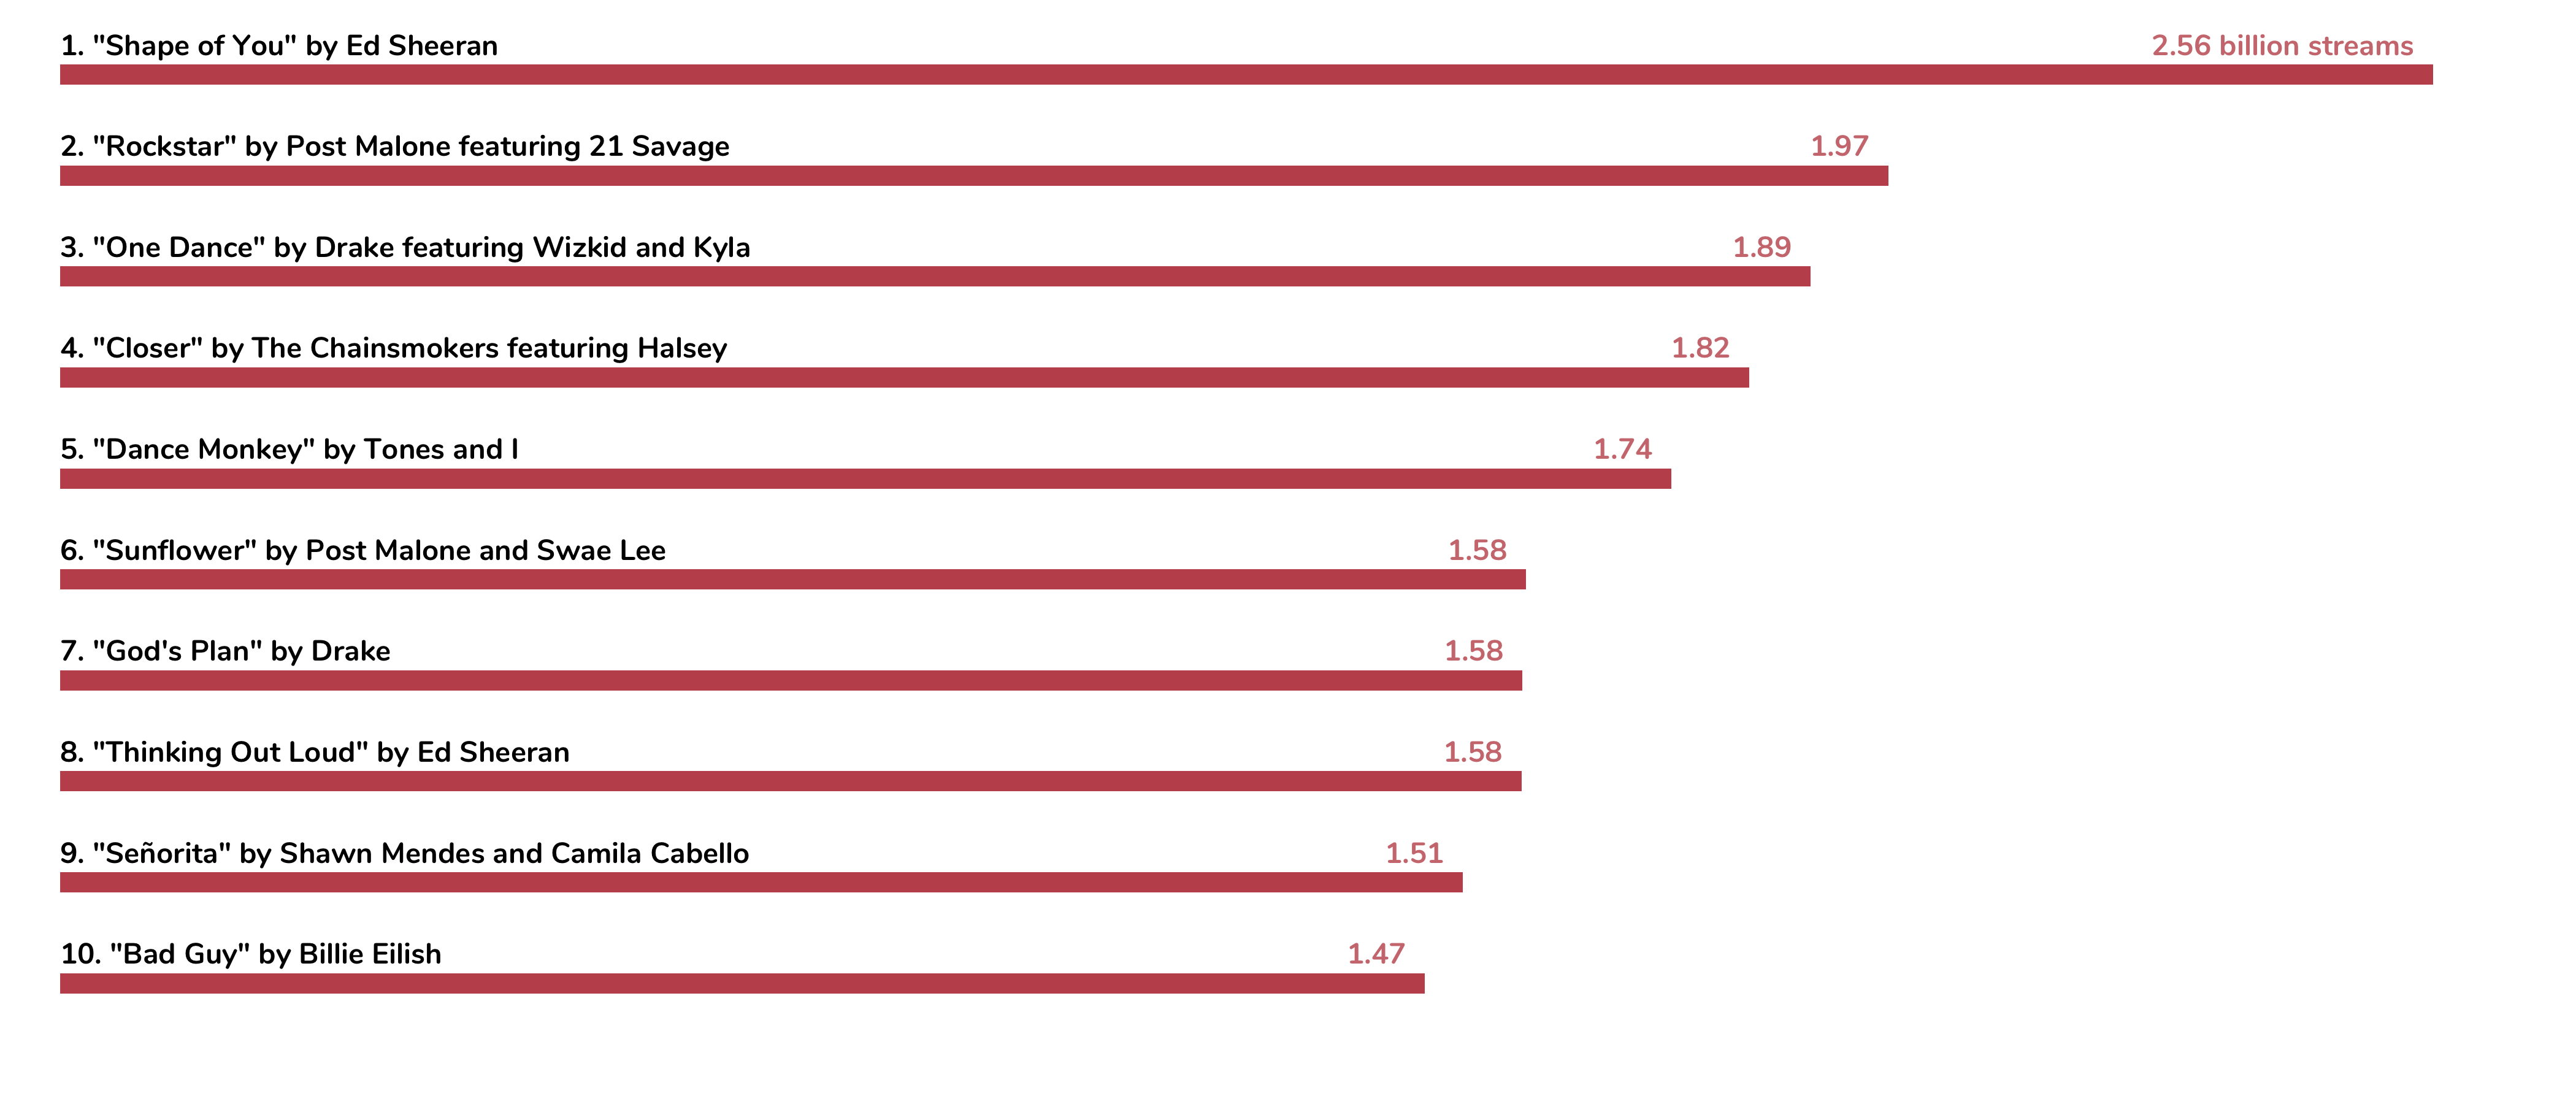 1. "Shape of You" by Ed Sheeran
2.56 billion streams
2. "Rockstar" by Post Malone featuring 21 Savage
1.97
3. "One Dance" by Drake featuring Wizkid and Kyla
1.89
4. "Closer" by The Chainsmokers featuring Halsey
1.82
5. "Dance Monkey" by Tones and I
1.74
6. "Sunflower" by Post Malone and Swae Lee
1.58
7. "God's Plan" by Drake
1.58
8. "Thinking Out Loud" by Ed Sheeran
1.58
9. "Señorita" by Shawn Mendes and Camila Cabello
1.51
10. "Bad Guy" by Billie Eilish
1.47